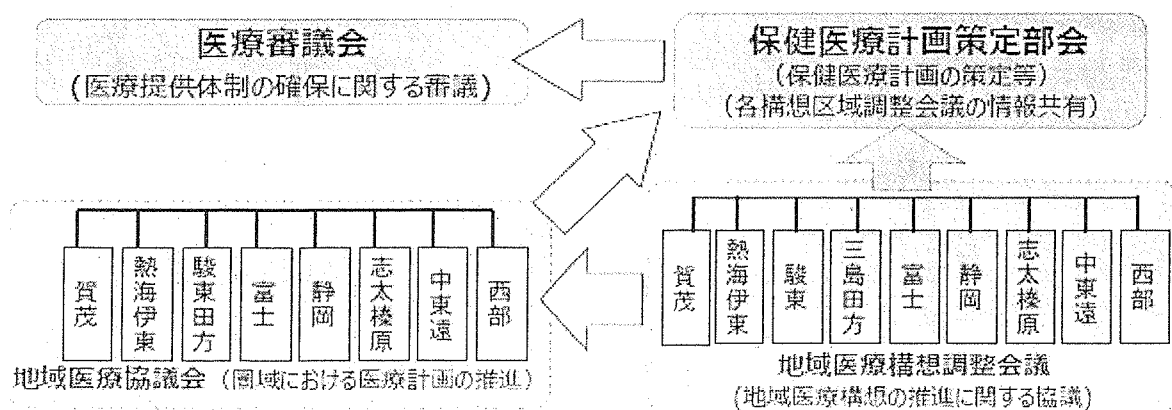 医療審議会
(医療提供体制の確保に関する審議)
保健医療計画策定部会
(保健医療計画の策定等)
(各構想区域調整会議の情報共有)
賀茂
熱海伊東
駿東田方
富士
静岡
志太榛原
中東遠
西部
地域医療協議会 (圏域における医療計画の推進)
賀茂
熱海伊東
駿東
三島田方
富士
静岡
志太榛原
中東遠
西部
地域医療構想調整会議
(地域医療構想の推進に関する協議)